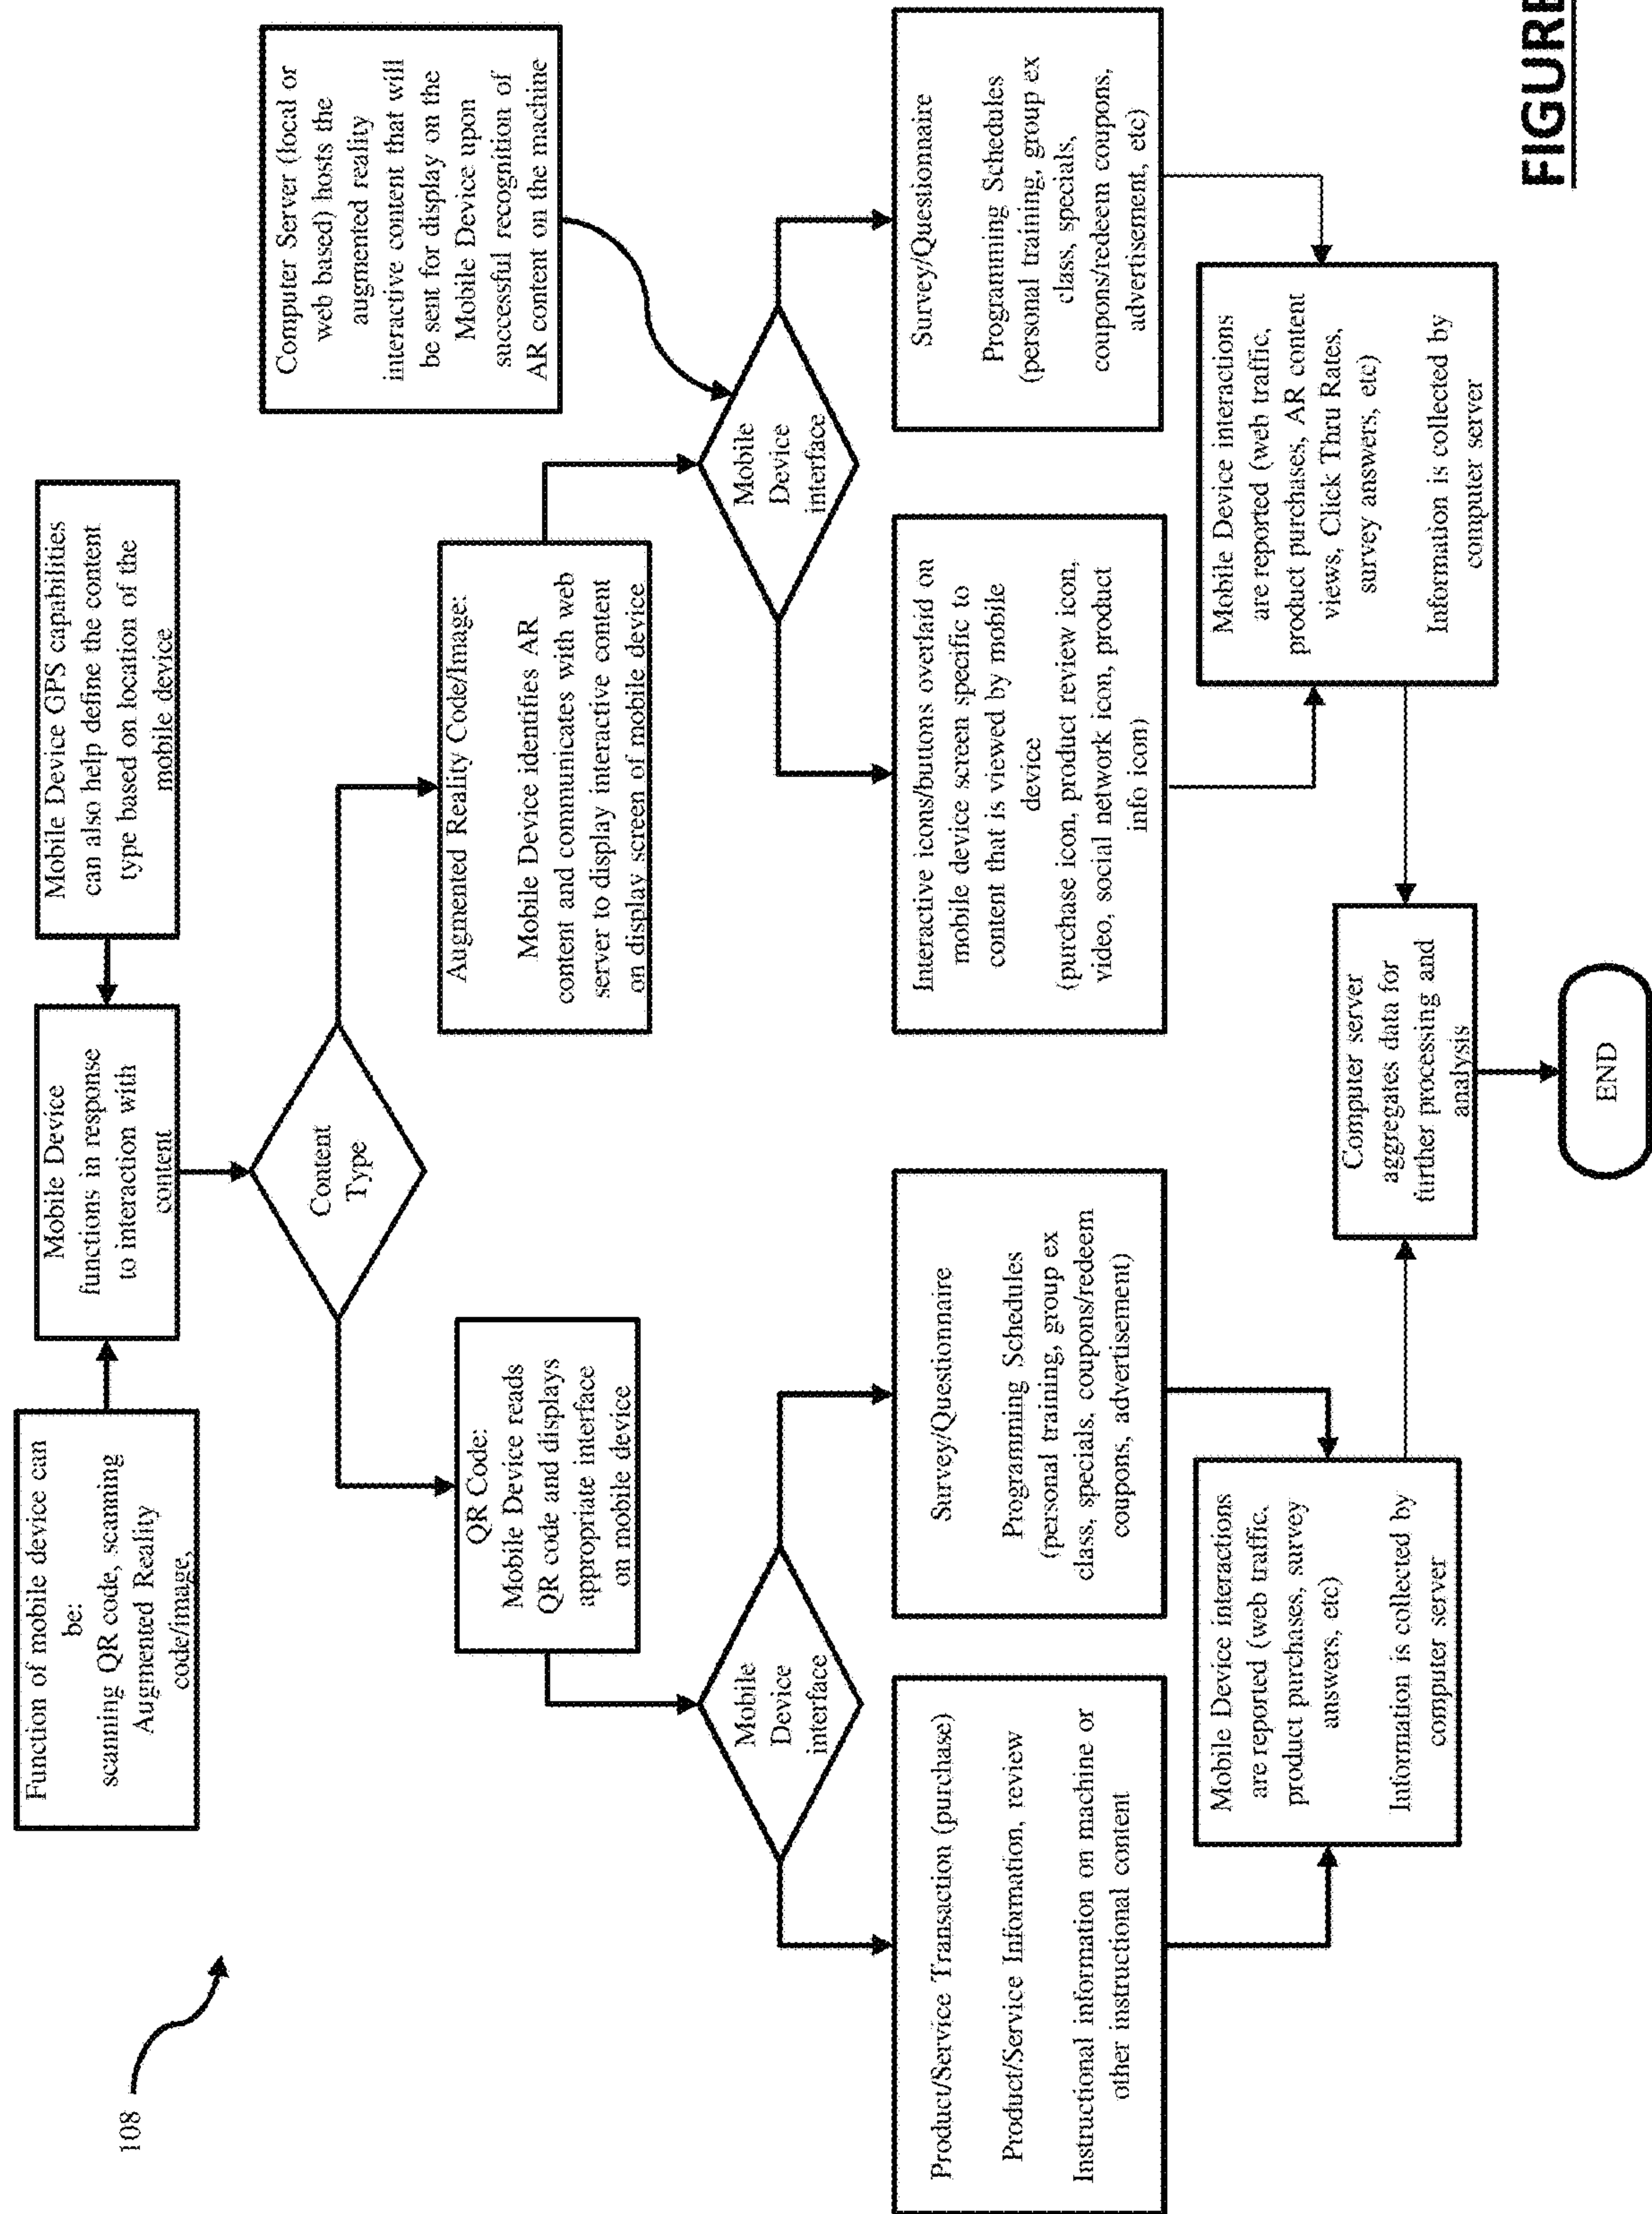 108
Function of mobile device can
be:
scanning QR code, scanning
Augmented Reality
code/image,
Mobile Device
functions in response
to interaction with
content
Mobile Device GPS capabilities
can also help define the content
type based on location of the
mobile device
Content
Type
Computer Server (local or
web based) hosts the
augmented reality
interactive content that will
be sent for display on the
Mobile Device upon
successful recognition of
AR content on the machine
QR Code:
Mobile Device reads
QR code and displays
appropriate interface
on mobile device
Augmented Reality Code/Image:
Mobile Device identifies AR
content and communicates with web
server to display interactive content
on display screen of mobile device
Mobile
Device
interface
Mobile
Device
interface
Product/Service Transaction (purchase)
Product/Service Information, review
Instructional information on machine or
other instructional content
Survey/Questionnaire
Programming Schedules
(personal training, group ex
class, specials, coupons/redeem
coupons, advertisement)
Interactive icons/buttons overlaid on
mobile device screen specific to
content that is viewed by mobile
device
(purchase icon, product review icon,
video, social network icon, product
info icon)
Survey/Questionnaire
Programming Schedules
(personal training, group ex
class, specials,
coupons/redeem coupons,
advertisement, etc)
Mobile Device interactions
are reported (web traffic,
product purchases, survey
answers, etc)
Information is collected by
computer server
Mobile Device interactions
are reported (web traffic,
product purchases, AR content
views, Click Thru Rates,
survey answers, etc)
Information is collected by
computer server
Computer server
aggregates data for
further processing and
analysis
END
FIGURE